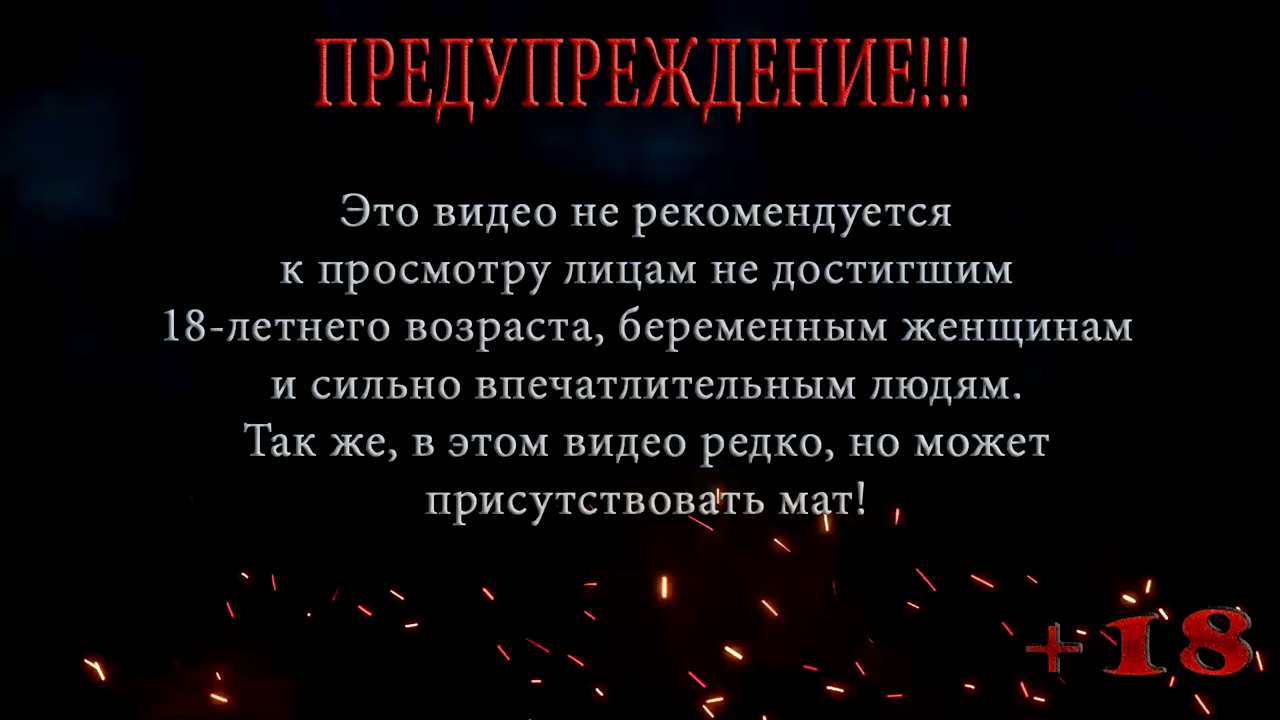 ПРЕДУПРЕЖДЕНИЕ!!!
Это видео не рекомендуется
к просмотру лицам не достигшим
18-летнего возраста, беременным женщинам
и сильно впечатлительным людям.
Так же, в этом видео редко, но может
присутствовать мат!
+18